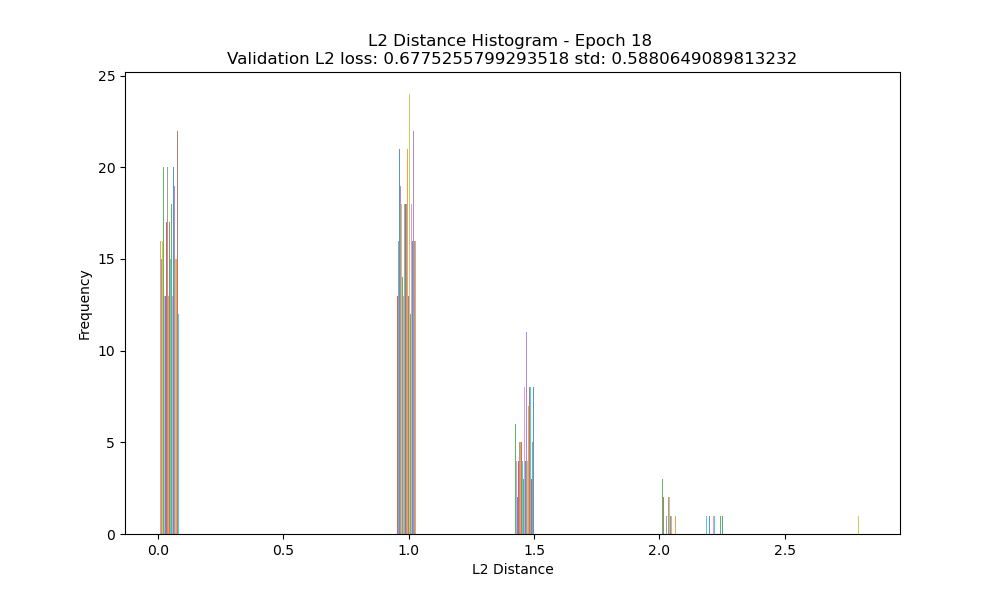 L2 Distance Histogram - Epoch 18
Validation L2 loss: 0.6775255799293518 std: 0.5880649089813232
25
20
15
10
5
0
Frequency
0.0 0.5 1.0 1.5 2.0 2.5
L2 Distance